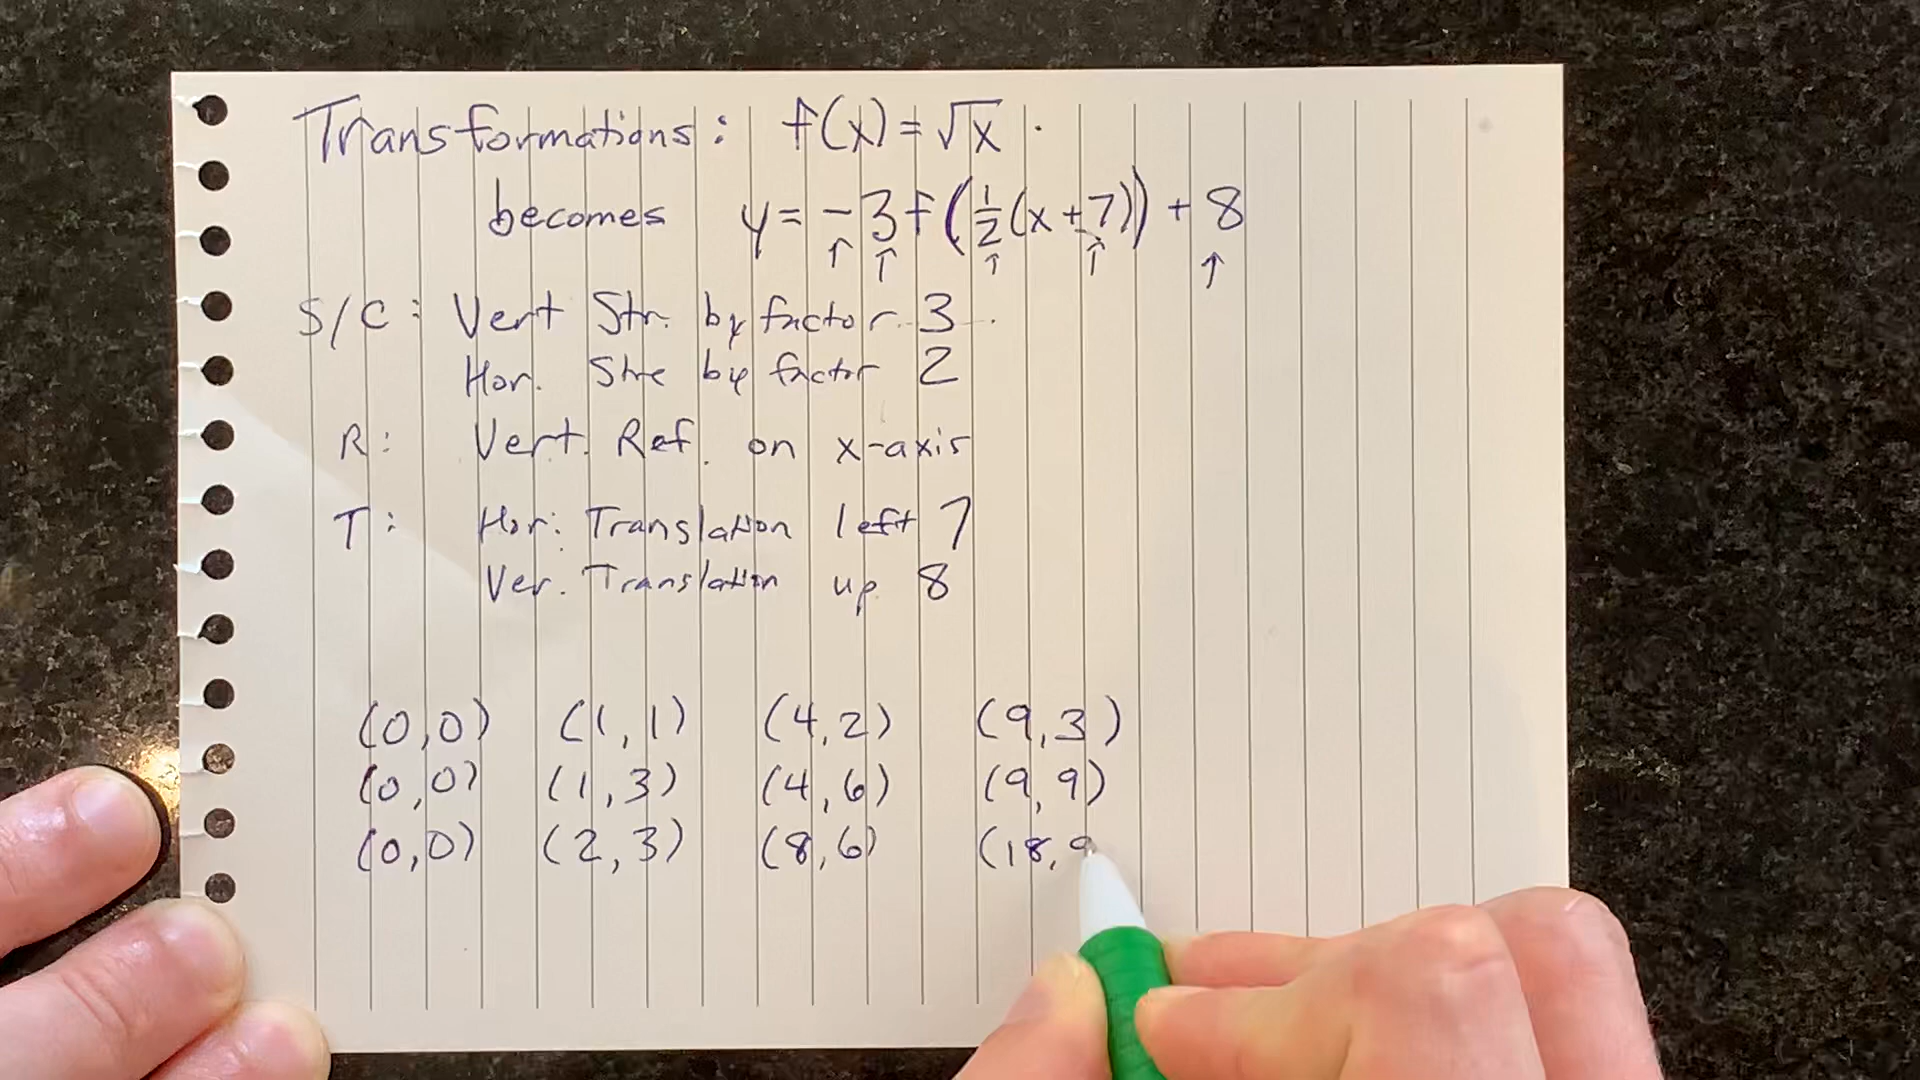 Transformations: f(x) = √x
becomes y = -3f(½(x+7)) + 8
↑ ↑ ↑ ↑ ↑
S/C: Vert Str. by factor 3
Hor. Stre by factor 2
R: Vert. Ref. on x-axis
T: Hor: Translation left 7
Ver. Translation up 8
(0,0) (1,1) (4,2) (9,3)
(0,0) (1,3) (4,6) (9,9)
(0,0) (2,3) (8,6) (18,9